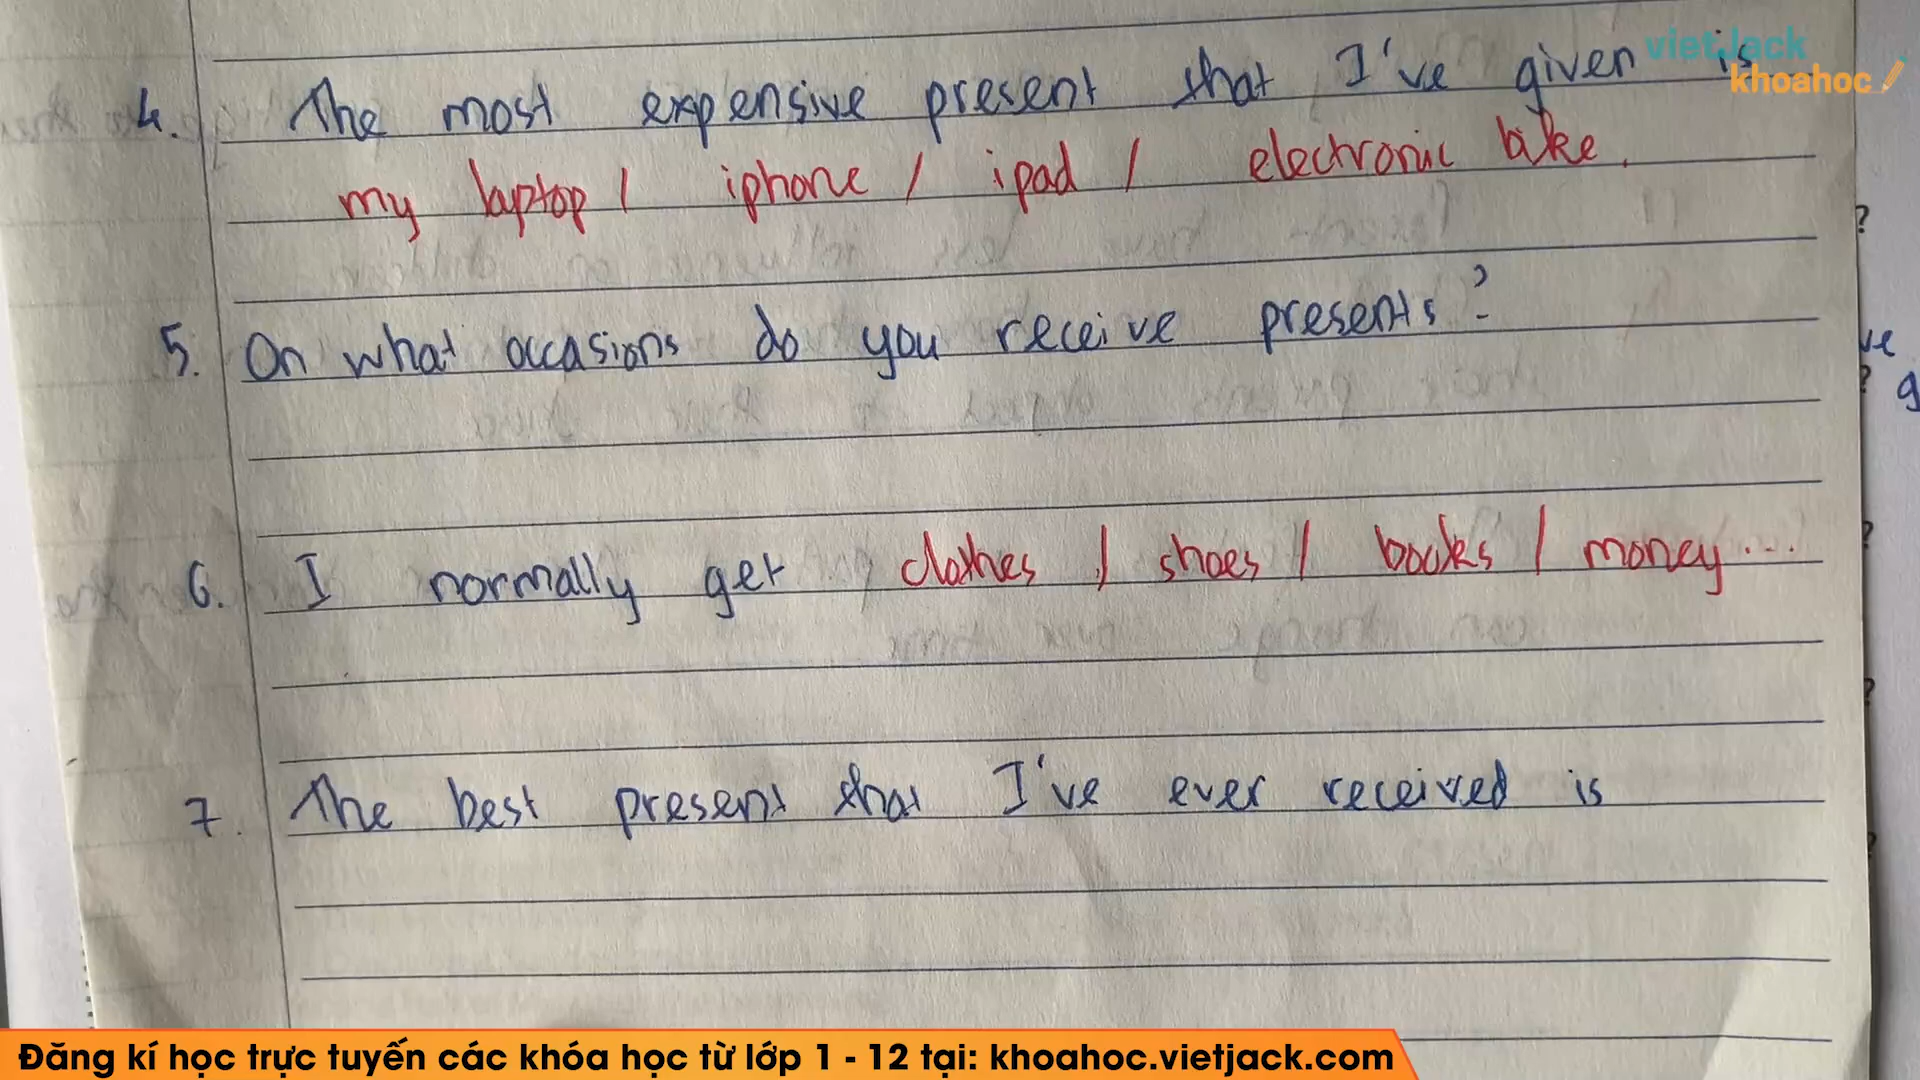 vietJack
khoahoc
4. The most expensive present that I've given is
my laptop / iphone / ipad / electronic bike.
?
5. On what occasions do you receive presents?
ve
? g
6. I normally get clothes / shoes / books / money...
?
?
7. The best present that I've ever received is
?
Đăng kí học trực tuyến các khóa học từ lớp 1 - 12 tại: khoahoc.vietjack.com